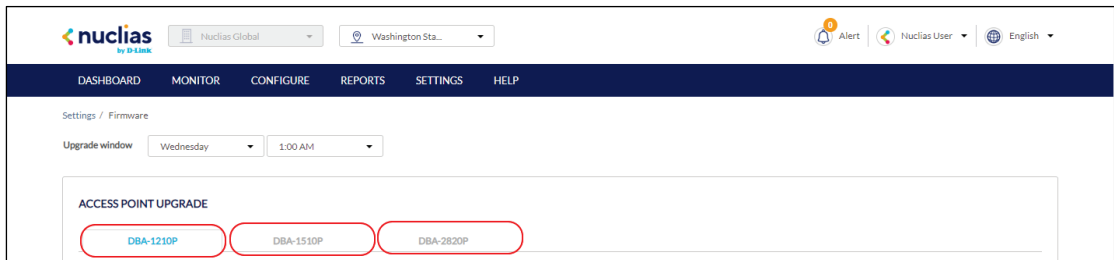 nuclias
by D-Link
Nuclias Global
Washington Sta...
0
Alert
Nuclias User
English
DASHBOARD MONITOR CONFIGURE REPORTS SETTINGS HELP
Settings / Firmware
Upgrade window Wednesday 1:00 AM
ACCESS POINT UPGRADE
DBA-1210P DBA-1510P DBA-2820P